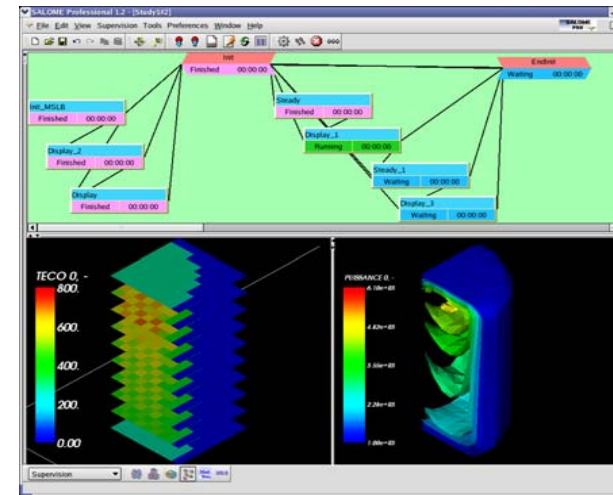 SALOME Professional 1.2 - [Study1f2]
File Edit View Supervision Tools Preferences Window Help
SALOME
PRO
Init
Finished 00:00:00
EndInit
Waiting 00:00:00
Init_MSLB
Finished 00:00:00
Steady
Finished 00:00:00
Display_1
Running 00:00:00
Display_2
Finished 00:00:00
Steady_1
Waiting 00:00:00
Display
Finished 00:00:00
Display_3
Waiting 00:00:00
TECO 0, -
800.
600.
400.
200.
0.00
PUISSANCE 0, -
Supervision